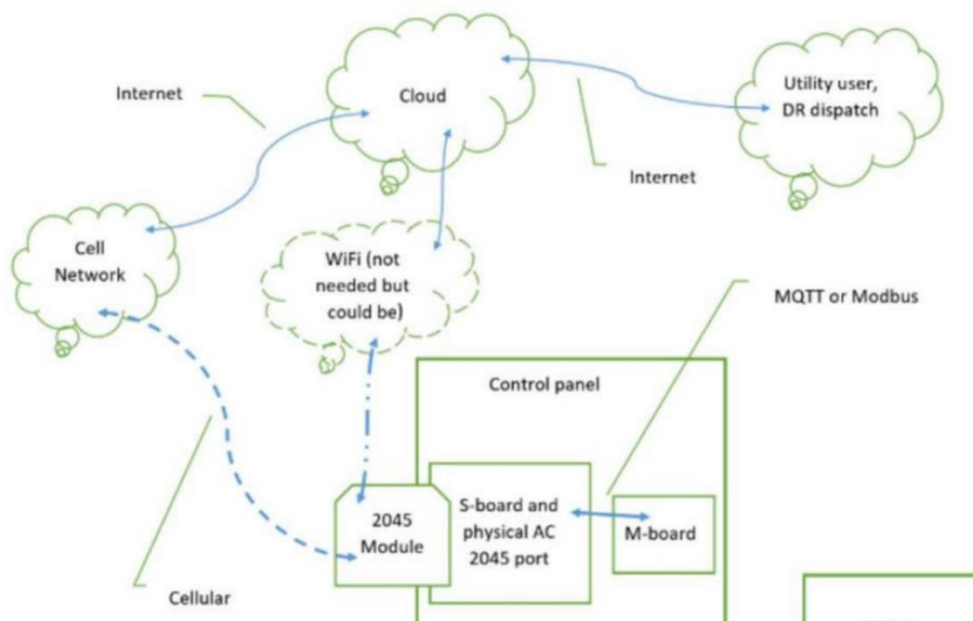 Cloud
Utility user,
DR dispatch
Internet
Internet
Cell
Network
WiFi (not
needed but
could be)
MQTT or Modbus
Control panel
2045
Module
S-board and
physical AC
2045 port
M-board
Cellular